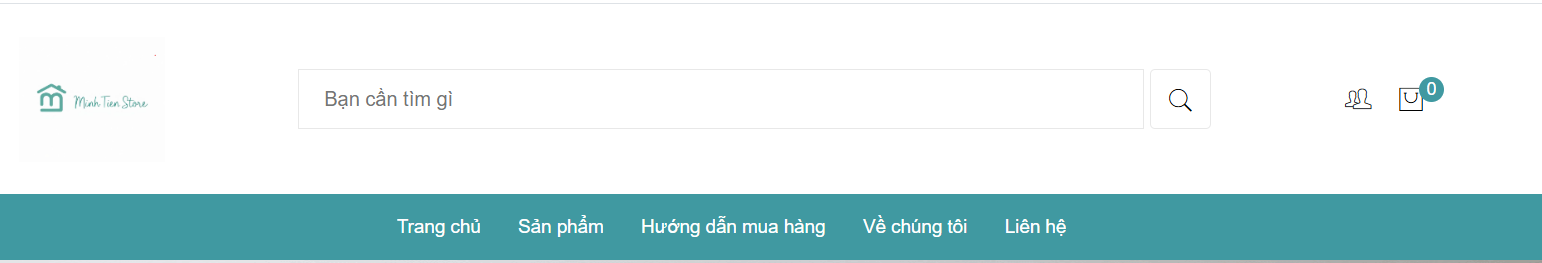 Minh Tien Store
Bạn cần tìm gì
0
Trang chủ Sản phẩm Hướng dẫn mua hàng Về chúng tôi Liên hệ